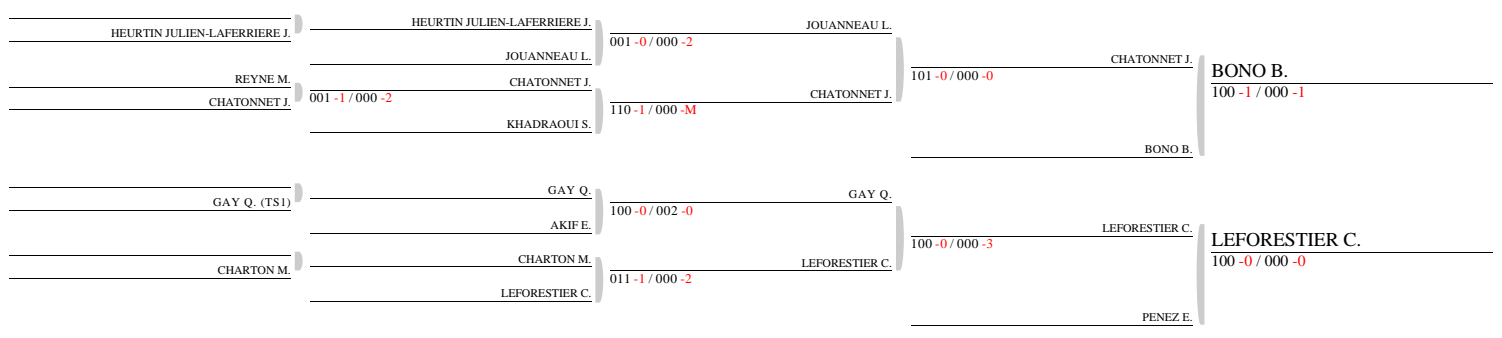 HEURTIN JULIEN-LAFERRIERE J.
REYNE M.
CHATONNET J.
GAY Q. (TS1)
CHARTON M.
HEURTIN JULIEN-LAFERRIERE J.
JOUANNEAU L.
CHATONNET J.
001 -1 / 000 -2
KHADRAOUI S.
GAY Q.
AKIF E.
CHARTON M.
LEFORESTIER C.
JOUANNEAU L.
001 -0 / 000 -2
CHATONNET J.
110 -1 / 000 -M
GAY Q.
100 -0 / 002 -0
LEFORESTIER C.
011 -1 / 000 -2
CHATONNET J.
101 -0 / 000 -0
BONO B.
LEFORESTIER C.
100 -0 / 000 -3
PENEZ E.
BONO B.
100 -1 / 000 -1
LEFORESTIER C.
100 -0 / 000 -0